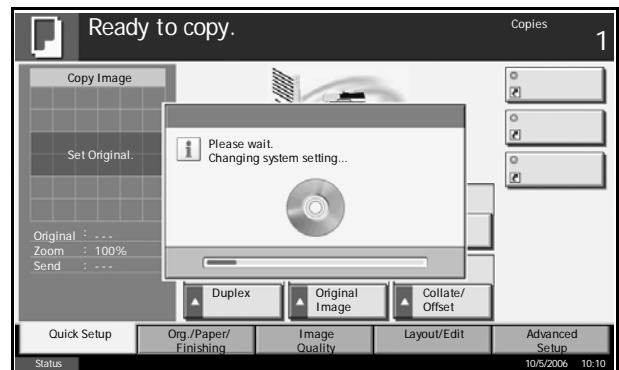 Ready to copy.
Copies
1
Copy Image
Set Original.
Original : ---
Zoom : 100%
Send : ---
Please wait.
Changing system setting...
Duplex
Original
Image
Collate/
Offset
Quick Setup
Org./Paper/
Finishing
Image
Quality
Layout/Edit
Advanced
Setup
Status
10/5/2006 10:10